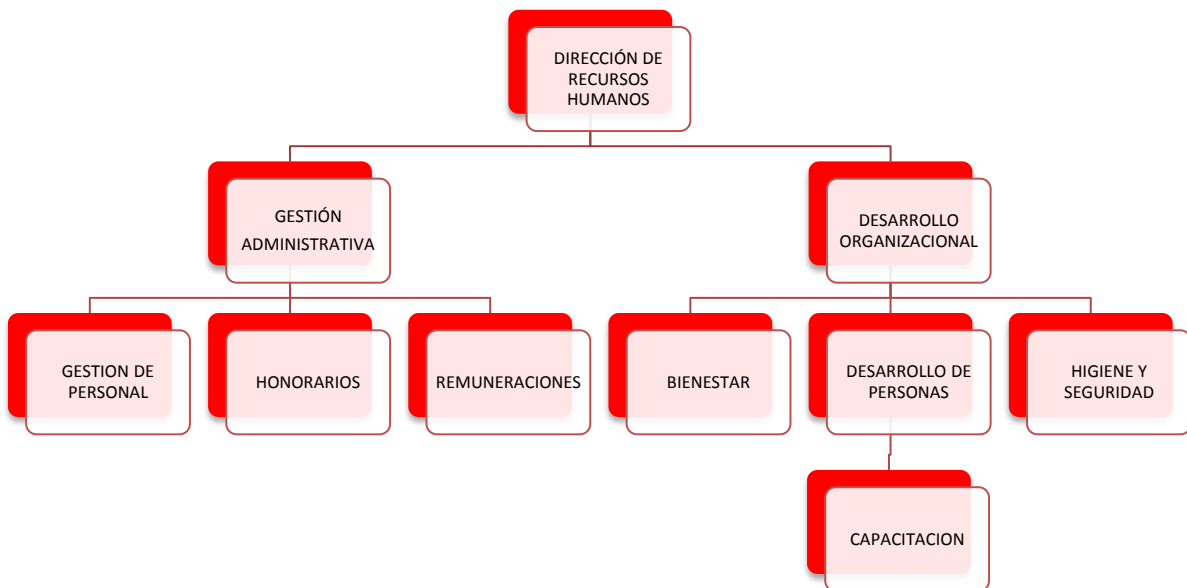 DIRECCIÓN DE
RECURSOS
HUMANOS
GESTIÓN
ADMINISTRATIVA
DESARROLLO
ORGANIZACIONAL
GESTION DE
PERSONAL
HONORARIOS
REMUNERACIONES
BIENESTAR
DESARROLLO DE
PERSONAS
HIGIENE Y
SEGURIDAD
CAPACITACION